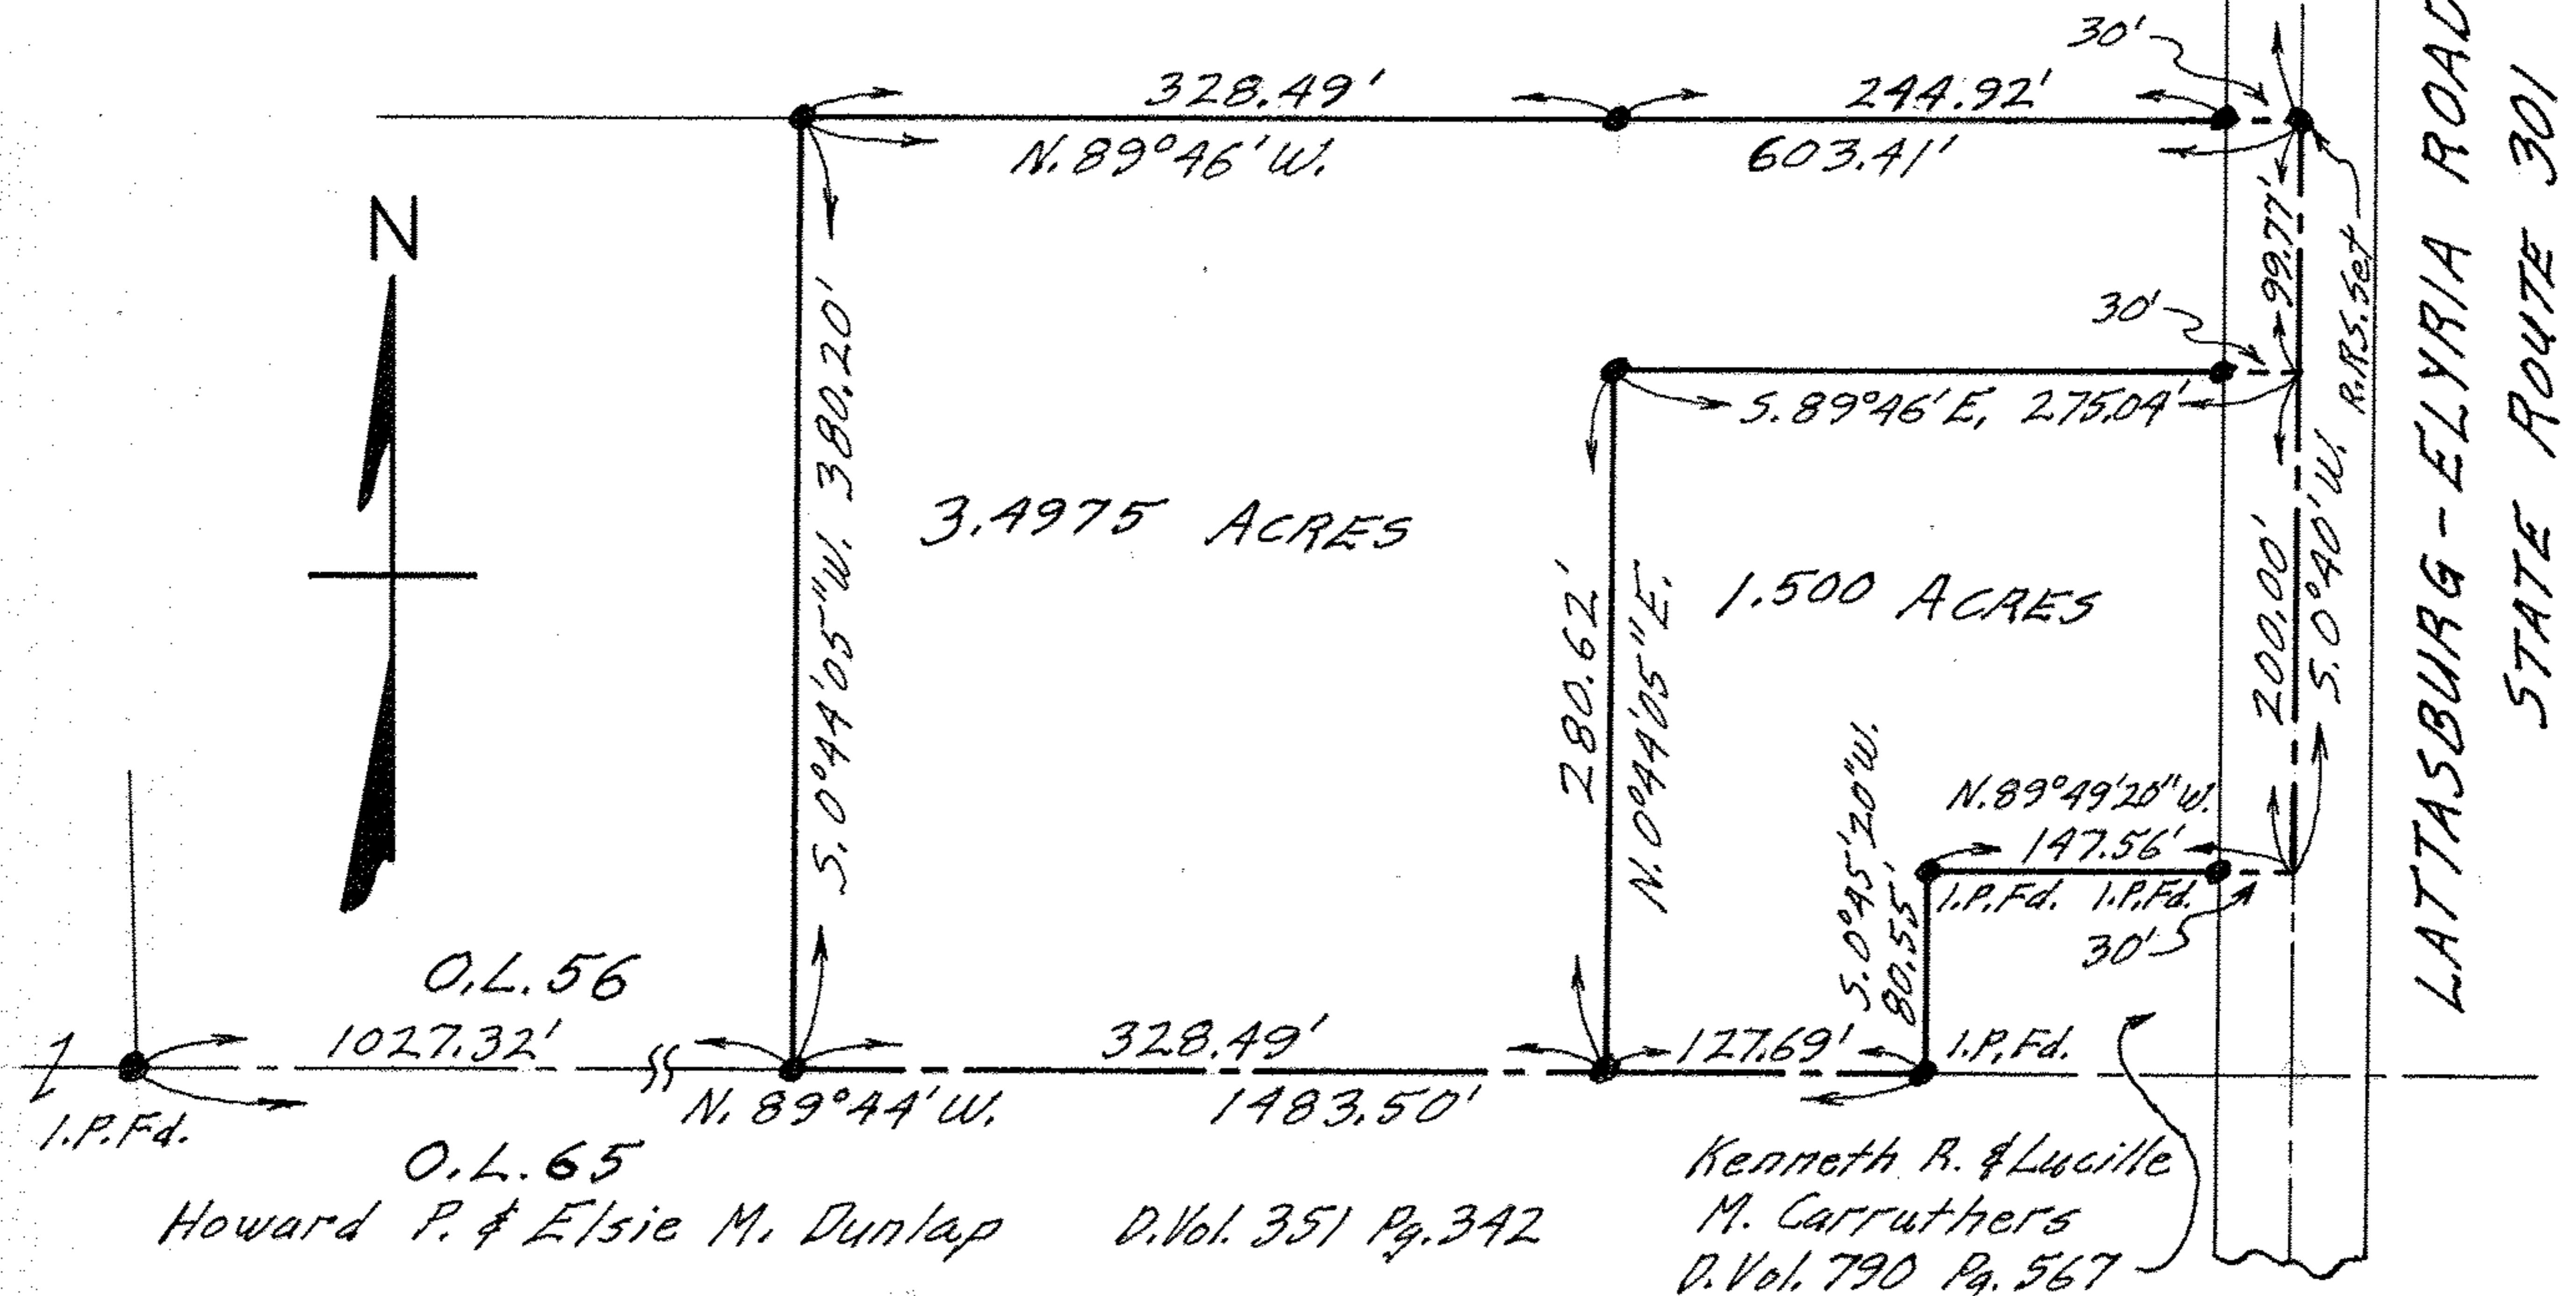 30'
328.49'
244.92'
N. 89°46' W.
603.41'
N
99.77'
R.R.S. Set
30'
S. 0°44'05" W. 380.20'
S. 89°46' E. 275.04'
3.4975 ACRES
1.500 ACRES
280.62'
N. 0°44'05" E.
200.00'
S. 0°40' W.
LATTASBURG - ELYRIA ROAD
STATE ROUTE 301
S. 0°45'20" W.
80.55'
N. 89°49'20" W.
147.56'
I.P. Fd. I.P. Fd.
30'
O.L. 56
1027.32'
328.49'
127.69'
I.P. Fd.
I.P. Fd.
N. 89°44' W.
1483.50'
O.L. 65
Howard P. & Elsie M. Dunlap D. Vol. 351 Pg. 342
Kenneth R. & Lucille
M. Carruthers
D. Vol. 790 Pg. 567